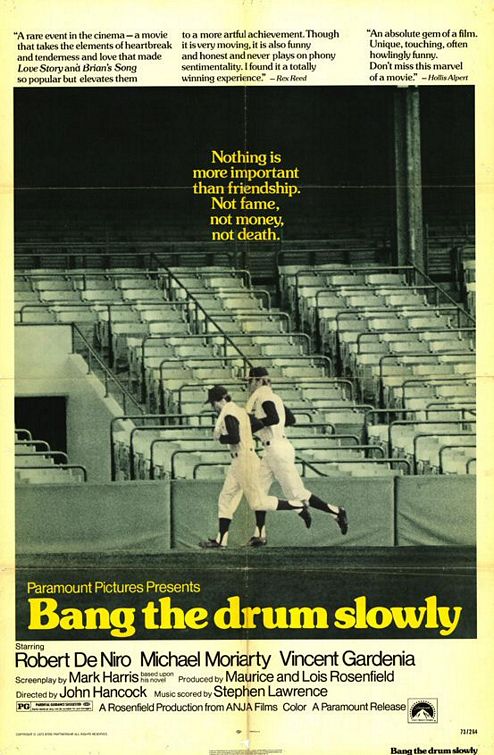 "A rare event in the cinema – a movie
that takes the elements of heartbreak
and tenderness and love that made
Love Story and Brian's Song
so popular but elevates them
to a more artful achievement. Though
it is very moving, it is also funny
and honest and never plays on phony
sentimentality. I found it a totally
winning experience." – Rex Reed
"An absolute gem of a film.
Unique, touching, often
howlingly funny.
Don't miss this marvel
of a movie." – Hollis Alpert
Nothing is
more important
than friendship.
Not fame,
not money,
not death.
Paramount Pictures Presents
Bang the drum slowly
Starring
Robert De Niro Michael Moriarty Vincent Gardenia
Screenplay by Mark Harris based upon his novel Produced by Maurice and Lois Rosenfield
Directed by John Hancock Music scored by Stephen Lawrence
PG PARENTAL GUIDANCE SUGGESTED
A Rosenfield Production from ANJA Films Color A Paramount Release
73/254
Bang the drum slowly